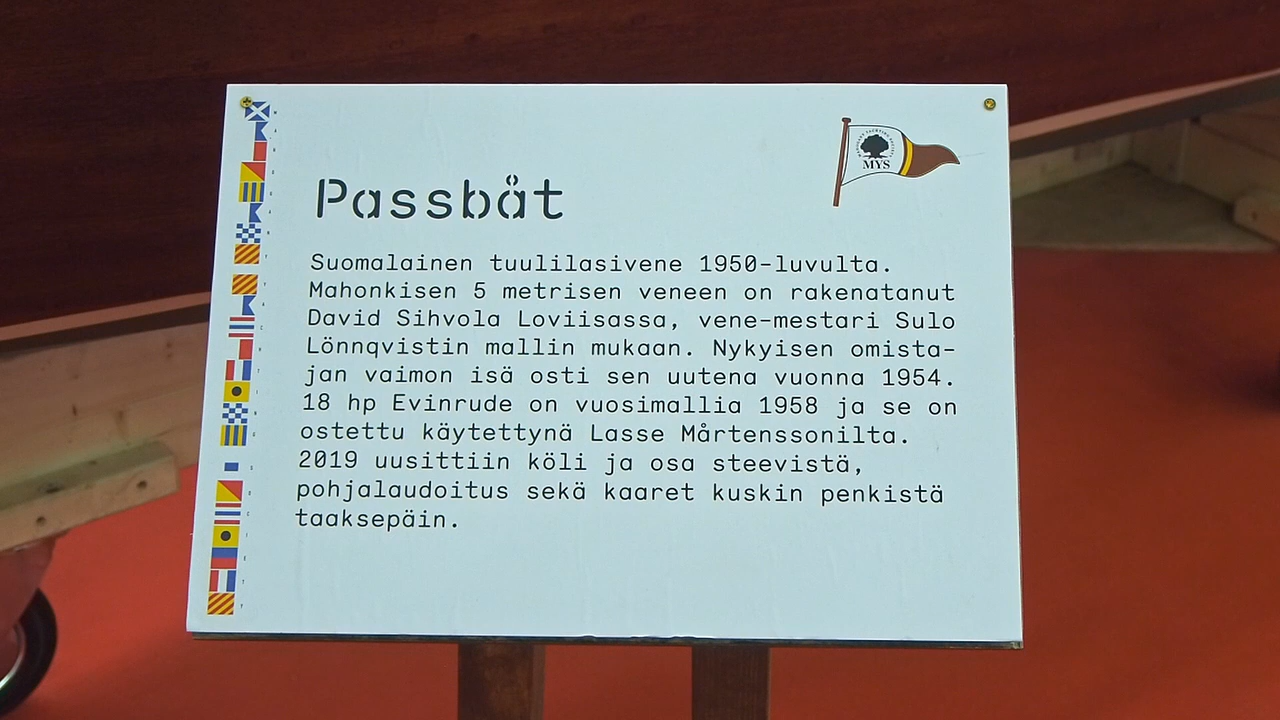 Passbåt
MYS
Suomalainen tuulilasivene 1950-luvulta.
Mahonkisen 5 metrisen veneen on rakenatanut
David Sihvola Loviisassa, vene-mestari Sulo
Lönnqvistin mallin mukaan. Nykyisen omista-
jan vaimon isä osti sen uutena vuonna 1954.
18 hp Evinrude on vuosimallia 1958 ja se on
ostettu käytettynä Lasse Mårtenssonilta.
2019 uusittiin köli ja osa steevistä,
pohjalaudoitus sekä kaaret kuskin penkistä
taaksepäin.